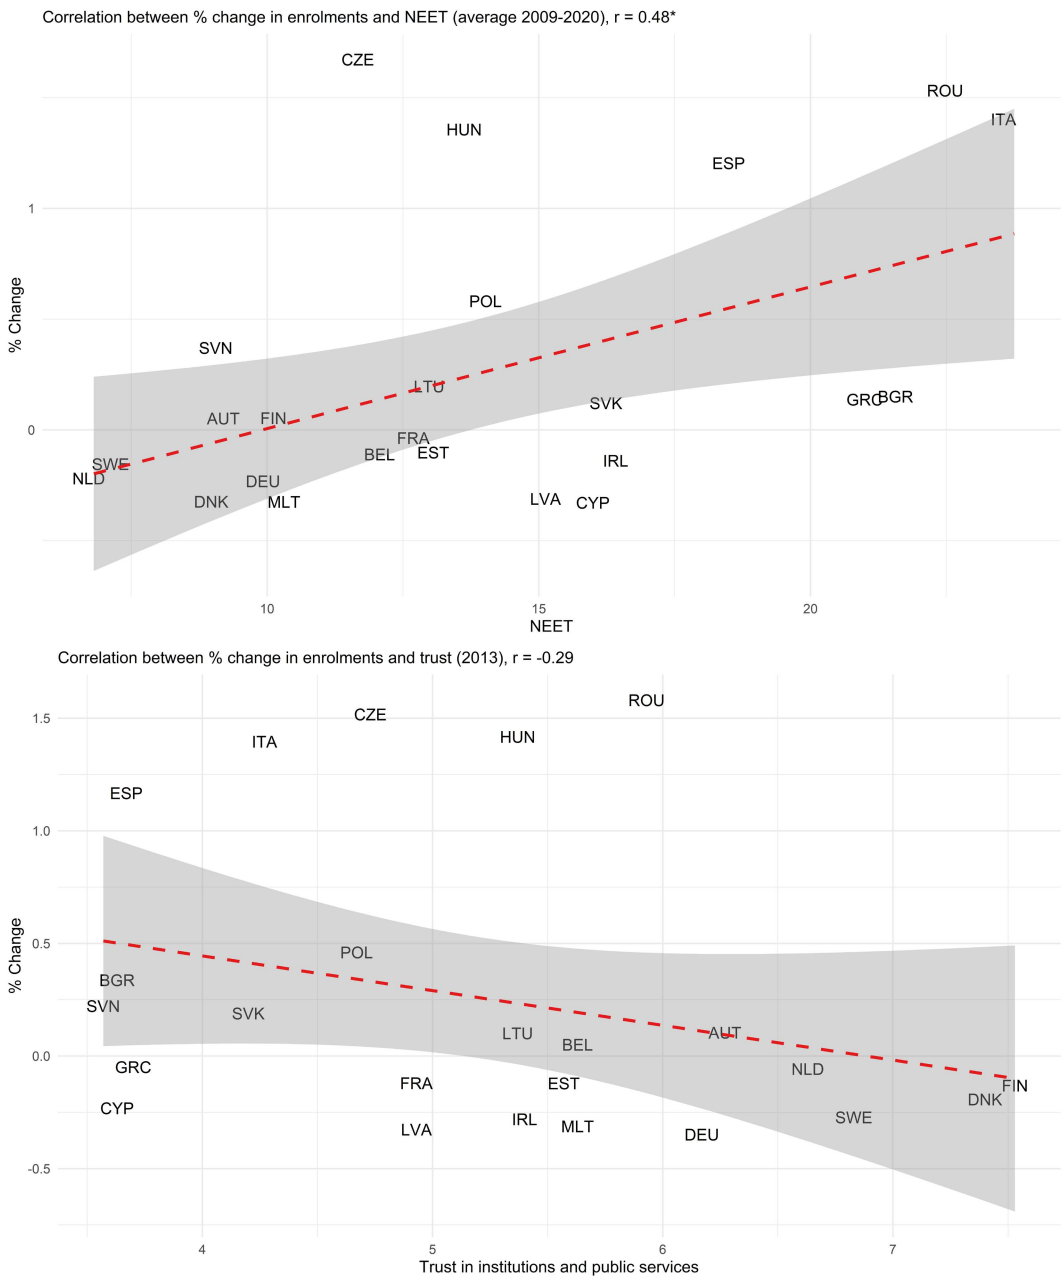 Correlation between % change in enrolments and NEET (average 2009-2020), r = 0.48*
CZE
ROU
ITA
HUN
ESP
1
% Change
POL
SVN
LTU
SVK
GRC
BGR
AUT
FIN
0
FRA
BEL
EST
SWE
IRL
NLD
DEU
DNK
MLT
LVA
CYP
10
15
20
NEET
Correlation between % change in enrolments and trust (2013), r = -0.29
ROU
1.5
CZE
HUN
ITA
ESP
1.0
% Change
0.5
POL
BGR
SVN
SVK
LTU
AUT
BEL
0.0
GRC
NLD
FRA
EST
FIN
DNK
CYP
SWE
IRL
MLT
LVA
DEU
-0.5
4
5
6
7
Trust in institutions and public services